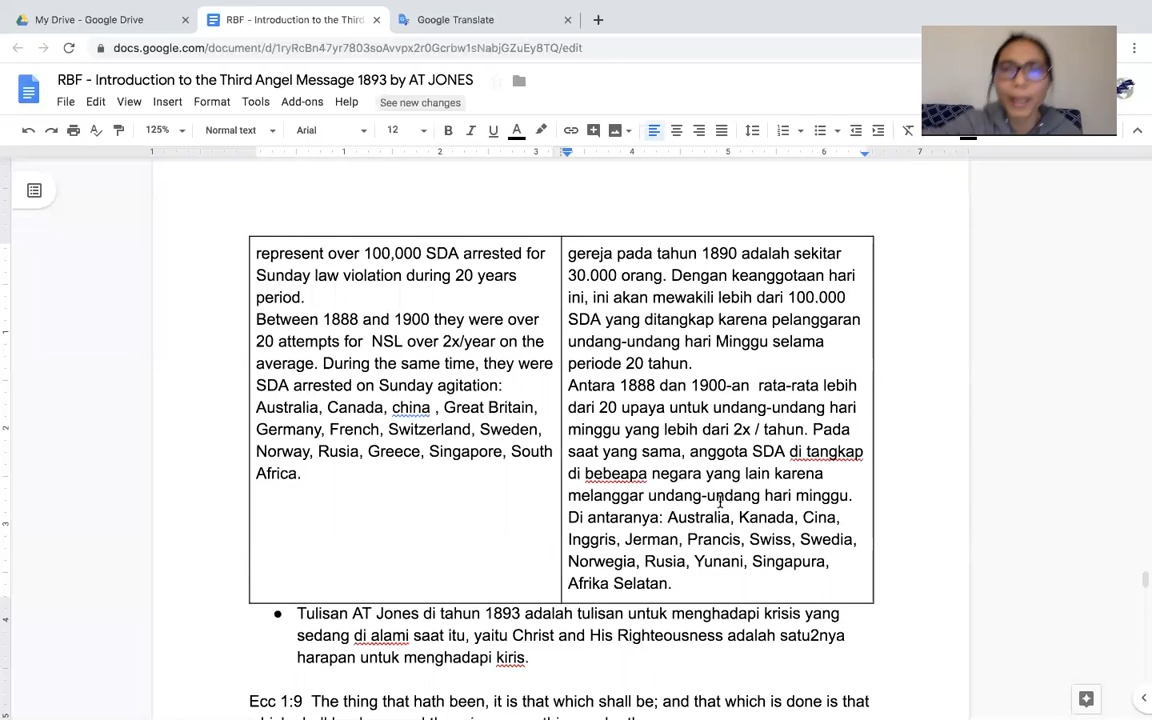 My Drive - Google Drive
RBF - Introduction to the Third
Google Translate
docs.google.com/document/d/1ryRcBn47yr7803soAvvpx2r0Gcrbw1sNabjGZuEy8TQ/edit
RBF - Introduction to the Third Angel Message 1893 by AT JONES
File Edit View Insert Format Tools Add-ons Help See new changes
125% Normal text Arial 12
1 1 2 3 4 5 6 7
represent over 100,000 SDA arrested for
Sunday law violation during 20 years
period.
Between 1888 and 1900 they were over
20 attempts for NSL over 2x/year on the
average. During the same time, they were
SDA arrested on Sunday agitation:
Australia, Canada, china , Great Britain,
Germany, French, Switzerland, Sweden,
Norway, Rusia, Greece, Singapore, South
Africa.
gereja pada tahun 1890 adalah sekitar
30.000 orang. Dengan keanggotaan hari
ini, ini akan mewakili lebih dari 100.000
SDA yang ditangkap karena pelanggaran
undang-undang hari Minggu selama
periode 20 tahun.
Antara 1888 dan 1900-an rata-rata lebih
dari 20 upaya untuk undang-undang hari
minggu yang lebih dari 2x / tahun. Pada
saat yang sama, anggota SDA di tangkap
di bebeapa negara yang lain karena
melanggar undang-undang hari minggu.
Di antaranya: Australia, Kanada, Cina,
Inggris, Jerman, Prancis, Swiss, Swedia,
Norwegia, Rusia, Yunani, Singapura,
Afrika Selatan.
● Tulisan AT Jones di tahun 1893 adalah tulisan untuk menghadapi krisis yang
sedang di alami saat itu, yaitu Christ and His Righteousness adalah satu2nya
harapan untuk menghadapi kiris.
Ecc 1:9 The thing that hath been, it is that which shall be; and that which is done is that